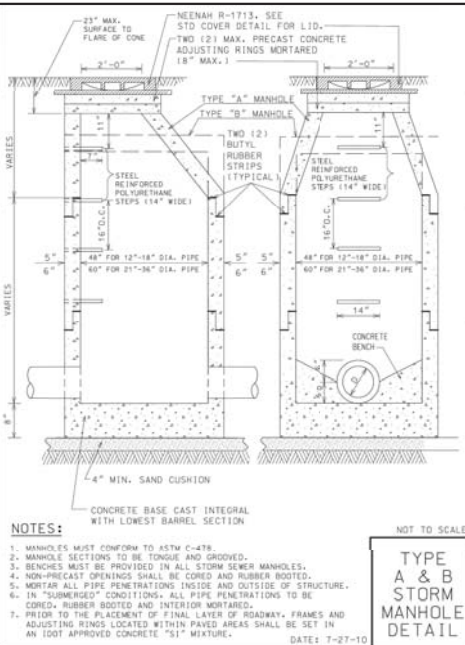 23" MAX.
SURFACE TO
FLARE OF CONE
NEENAH R-1713. SEE
STD COVER DETAIL FOR LID.
TWO (2) MAX. PRECAST CONCRETE
ADJUSTING RINGS MORTARED
(8" MAX.)
2'-0"
2'-0"
TYPE "A" MANHOLE
TYPE "B" MANHOLE
11"
11"
TWO (2)
BUTYL
RUBBER
STRIPS
(TYPICAL)
VARIES
7"
STEEL
REINFORCED
POLYURETHANE
STEPS (14" WIDE)
STEEL
REINFORCED
POLYURETHANE
STEPS (14" WIDE)
16"O.C.
16"O.C.
5" 48" FOR 12"-18" DIA. PIPE 5" 5" 48" FOR 12"-18" DIA. PIPE 5"
6" 60" FOR 21"-36" DIA. PIPE 6" 6" 60" FOR 21"-36" DIA. PIPE 6"
VARIES
14"
CONCRETE
BENCH
D
8"
4" MIN. SAND CUSHION
CONCRETE BASE CAST INTEGRAL
WITH LOWEST BARREL SECTION
NOTES:
NOT TO SCALE
1. MANHOLES MUST CONFORM TO ASTM C-478.
2. MANHOLE SECTIONS TO BE TONGUE AND GROOVED.
3. BENCHES MUST BE PROVIDED IN ALL STORM SEWER MANHOLES.
4. NON-PRECAST OPENINGS SHALL BE CORED AND RUBBER BOOTED.
5. MORTAR ALL PIPE PENETRATIONS INSIDE AND OUTSIDE OF STRUCTURE.
6. IN "SUBMERGED" CONDITIONS, ALL PIPE PENETRATIONS TO BE
CORED, RUBBER BOOTED AND INTERIOR MORTARED.
7. PRIOR TO THE PLACEMENT OF FINAL LAYER OF ROADWAY, FRAMES AND
ADJUSTING RINGS LOCATED WITHIN PAVED AREAS SHALL BE SET IN
AN IDOT APPROVED CONCRETE "SI" MIXTURE.
DATE: 7-27-10
TYPE
A & B
STORM
MANHOLE
DETAIL